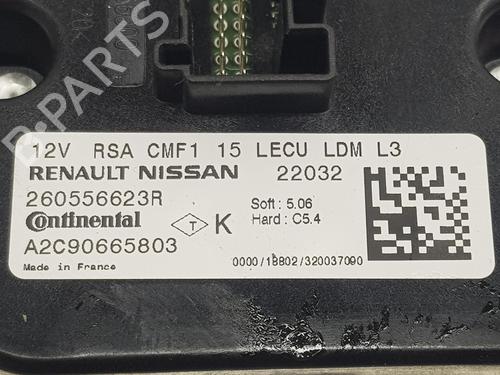 B-PARTS
12V RSA CMF1 15 LECU LDM L3
RENAULT NISSAN 22032
260556623R
Soft : 5.06
Continental
T K
Hard : C5.4
A2C90665803
Made in France
0000/18802/320037090